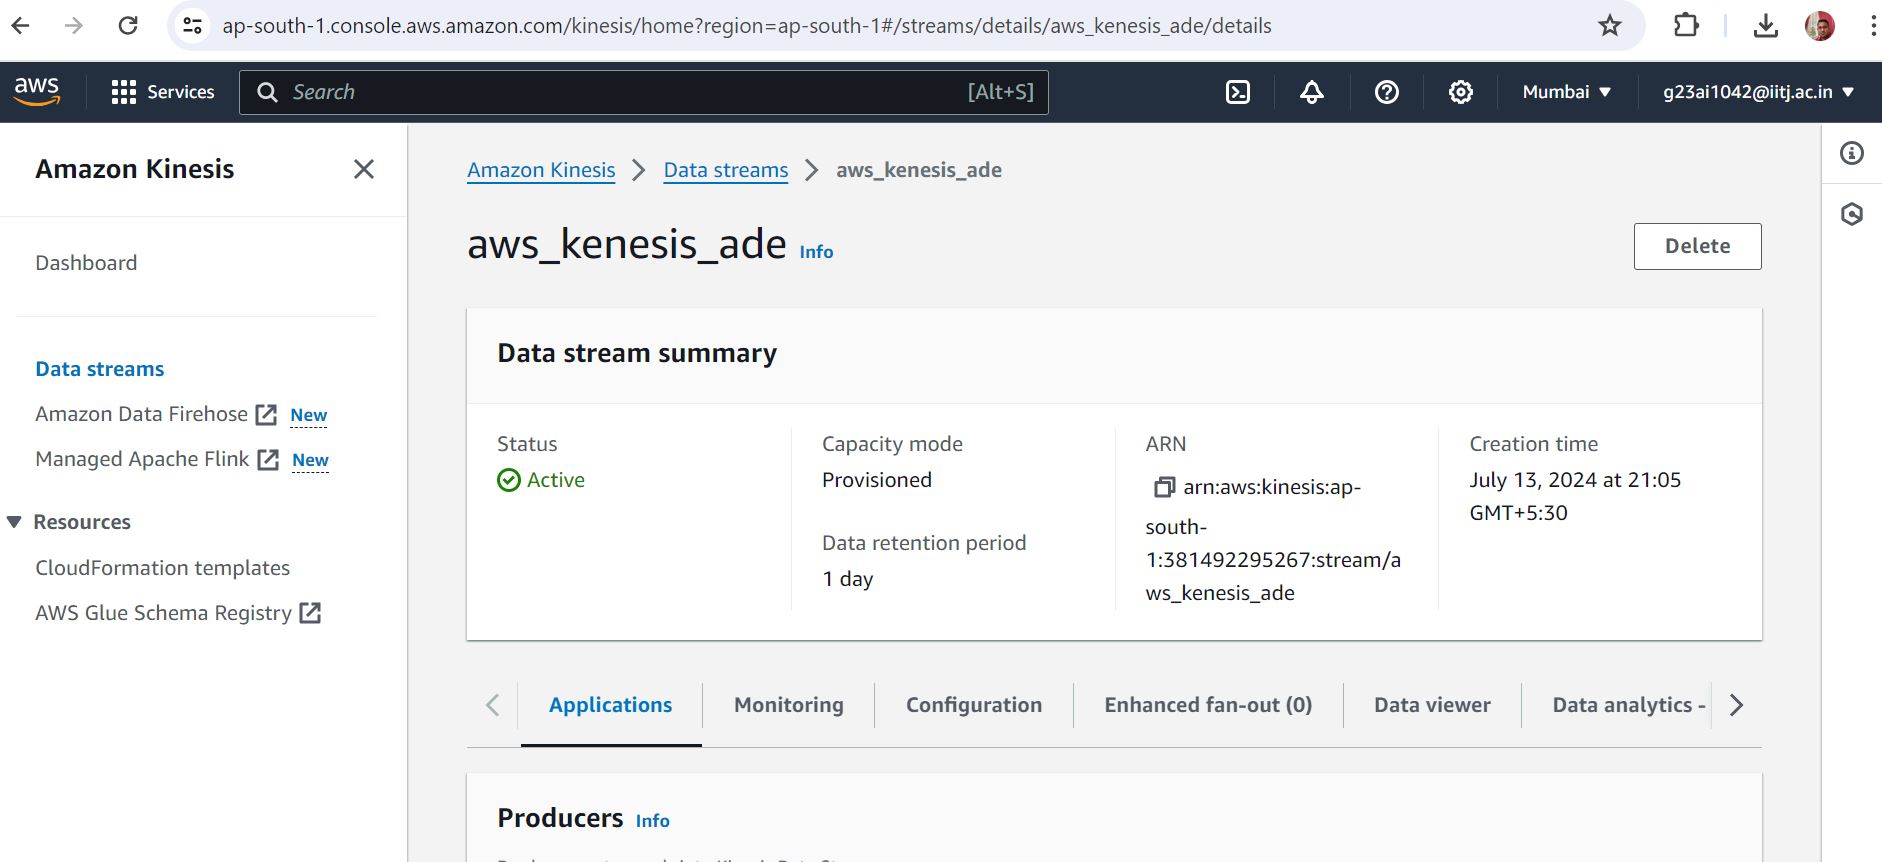 ap-south-1.console.aws.amazon.com/kinesis/home?region=ap-south-1#/streams/details/aws_kenesis_ade/details
aws
Services
Search
[Alt+S]
Mumbai
g23ai1042@iitj.ac.in
Amazon Kinesis
Dashboard
Data streams
Amazon Data Firehose New
Managed Apache Flink New
Resources
CloudFormation templates
AWS Glue Schema Registry
Amazon Kinesis
Data streams
aws_kenesis_ade
aws_kenesis_ade Info
Delete
Data stream summary
Status
Active
Capacity mode
Provisioned
Data retention period
1 day
ARN
arn:aws:kinesis:ap-
south-
1:381492295267:stream/a
ws_kenesis_ade
Creation time
July 13, 2024 at 21:05
GMT+5:30
Applications
Monitoring
Configuration
Enhanced fan-out (0)
Data viewer
Data analytics -
Producers Info